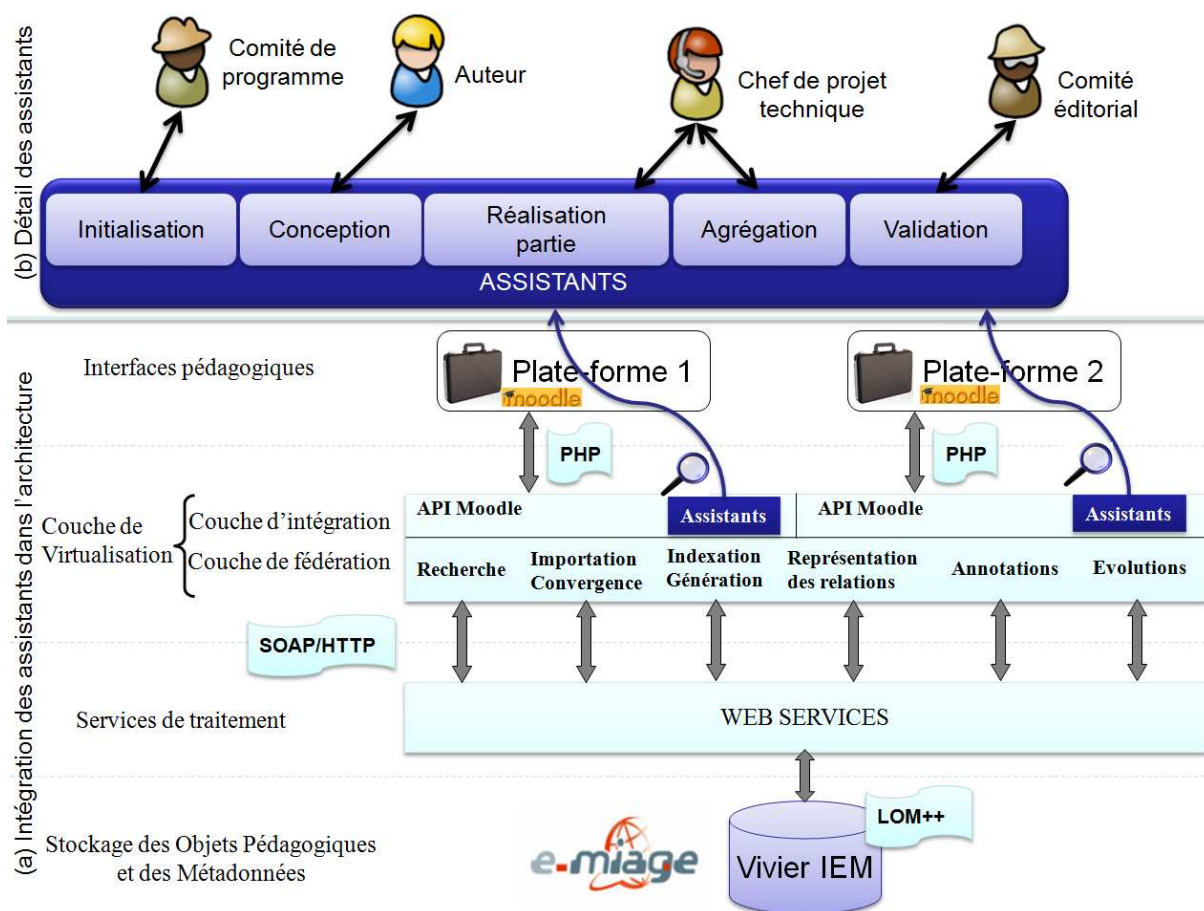 (b) Détail des assistants
Comité de
programme
Auteur
Chef de projet
technique
Comité
éditorial
Initialisation
Conception
Réalisation
partie
Agrégation
Validation
ASSISTANTS
(a) Intégration des assistants dans l'architecture
Interfaces pédagogiques
Plate-forme 1
moodle
Plate-forme 2
moodle
PHP
PHP
Couche de
Virtualisation
Couche d'intégration
Couche de fédération
API Moodle
Assistants
API Moodle
Assistants
Recherche
Importation
Convergence
Indexation
Génération
Représentation
des relations
Annotations
Evolutions
SOAP/HTTP
Services de traitement
WEB SERVICES
Stockage des Objets Pédagogiques
et des Métadonnées
e-miage
LOM++
Vivier IEM